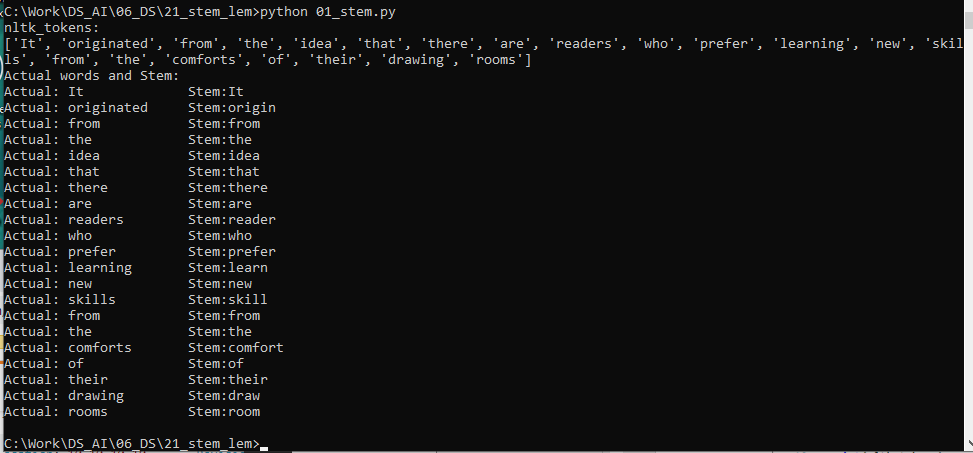 C:\Work\DS_AI\06_DS\21_stem_lem>python 01_stem.py
nltk_tokens:
['It', 'originated', 'from', 'the', 'idea', 'that', 'there', 'are', 'readers', 'who', 'prefer', 'learning', 'new', 'skil
ls', 'from', 'the', 'comforts', 'of', 'their', 'drawing', 'rooms']
Actual words and Stem:
Actual: It             Stem:It
Actual: originated     Stem:origin
Actual: from           Stem:from
Actual: the            Stem:the
Actual: idea           Stem:idea
Actual: that           Stem:that
Actual: there          Stem:there
Actual: are            Stem:are
Actual: readers        Stem:reader
Actual: who            Stem:who
Actual: prefer         Stem:prefer
Actual: learning       Stem:learn
Actual: new            Stem:new
Actual: skills         Stem:skill
Actual: from           Stem:from
Actual: the            Stem:the
Actual: comforts       Stem:comfort
Actual: of             Stem:of
Actual: their          Stem:their
Actual: drawing        Stem:draw
Actual: rooms          Stem:room
C:\Work\DS_AI\06_DS\21_stem_lem>